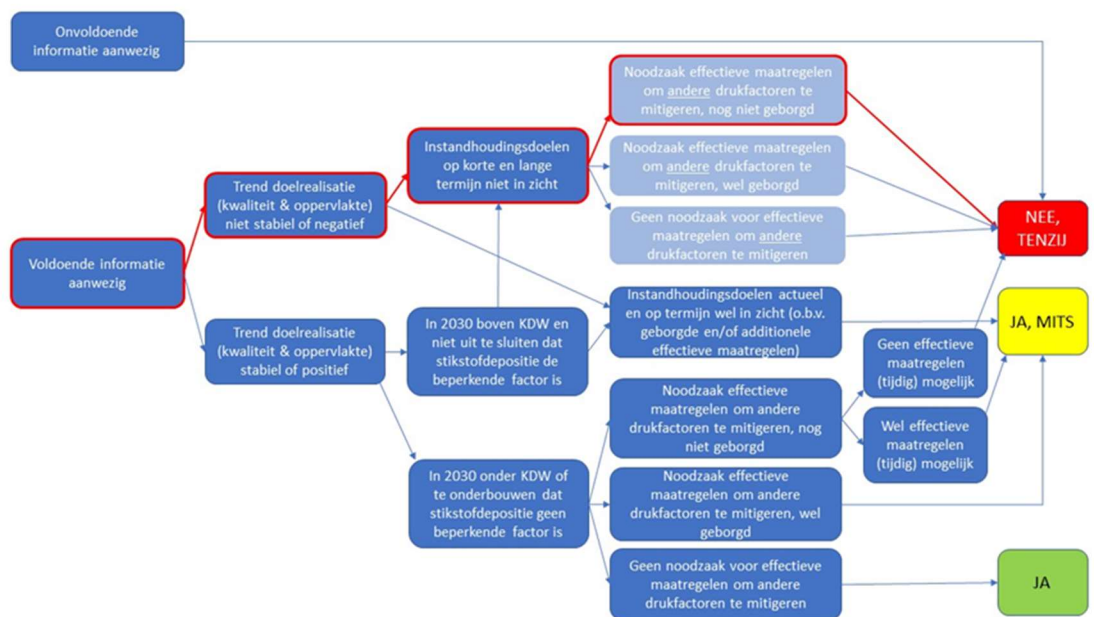 Onvoldoende
informatie aanwezig
Noodzaak effectieve maatregelen
om andere drukfactoren te
mitigeren, nog niet geborgd
Instandhoudingsdoelen
op korte en lange
termijn niet in zicht
Noodzaak effectieve maatregelen
om andere drukfactoren te
mitigeren, wel geborgd
Trend doelrealisatie
(kwaliteit & oppervlakte)
niet stabiel of negatief
Geen noodzaak voor effectieve
maatregelen om andere
drukfactoren te mitigeren
NEE,
TENZIJ
Voldoende informatie
aanwezig
Instandhoudingsdoelen actueel
en op termijn wel in zicht (o.b.v.
geborgde en/of additionele
effectieve maatregelen)
JA, MITS
Trend doelrealisatie
(kwaliteit & oppervlakte)
stabiel of positief
In 2030 boven KDW en
niet uit te sluiten dat
stikstofdepositie de
beperkende factor is
Geen effectieve
maatregelen
(tijdig) mogelijk
Noodzaak effectieve
maatregelen om andere
drukfactoren te mitigeren, nog
niet geborgd
Wel effectieve
maatregelen
(tijdig) mogelijk
In 2030 onder KDW of
te onderbouwen dat
stikstofdepositie geen
beperkende factor is
Noodzaak effectieve
maatregelen om andere
drukfactoren te mitigeren, wel
geborgd
Geen noodzaak voor effectieve
maatregelen om andere
drukfactoren te mitigeren
JA